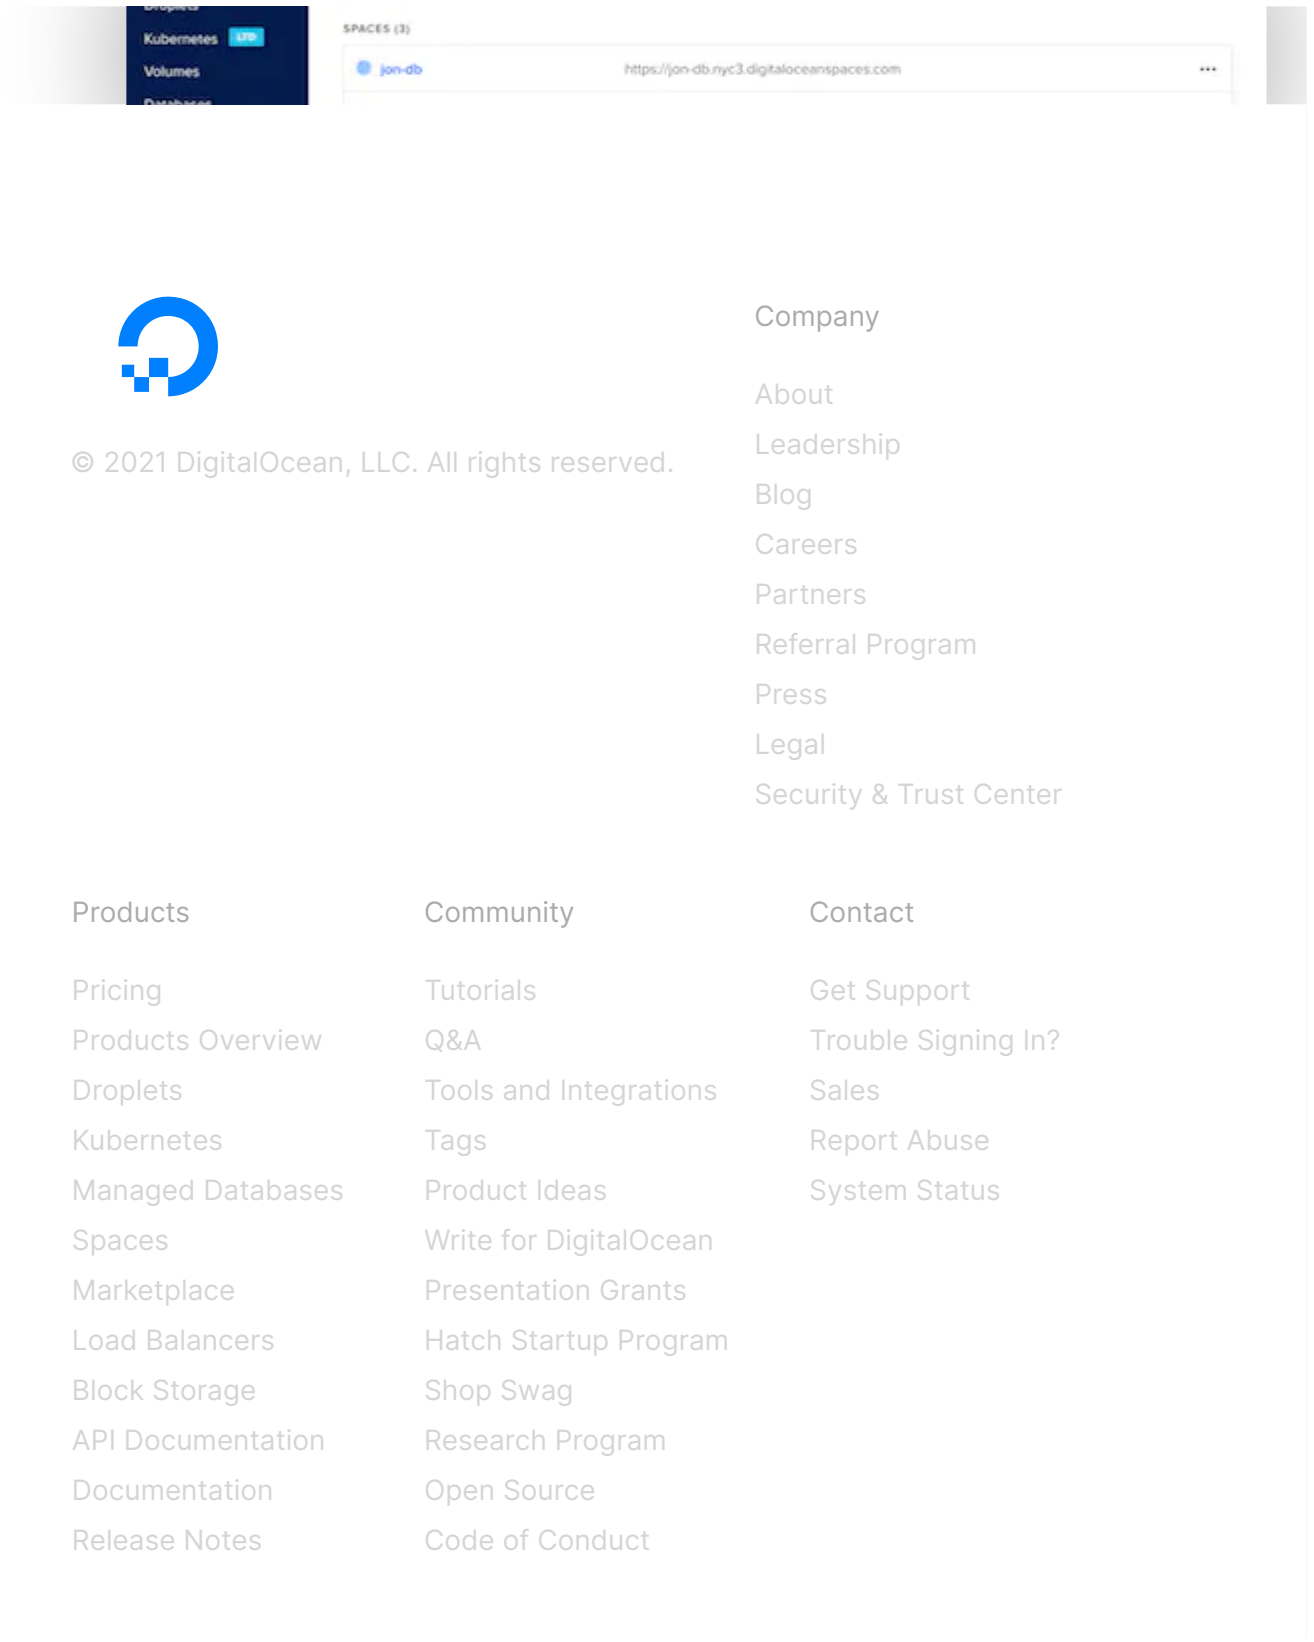 Droplets
Kubernetes LTD
Volumes
Databases
SPACES (3)
jon-db https://jon-db.nyc3.digitaloceanspaces.com
© 2021 DigitalOcean, LLC. All rights reserved.
Company
About
Leadership
Blog
Careers
Partners
Referral Program
Press
Legal
Security & Trust Center
Products
Pricing
Products Overview
Droplets
Kubernetes
Managed Databases
Spaces
Marketplace
Load Balancers
Block Storage
API Documentation
Documentation
Release Notes
Community
Tutorials
Q&A
Tools and Integrations
Tags
Product Ideas
Write for DigitalOcean
Presentation Grants
Hatch Startup Program
Shop Swag
Research Program
Open Source
Code of Conduct
Contact
Get Support
Trouble Signing In?
Sales
Report Abuse
System Status